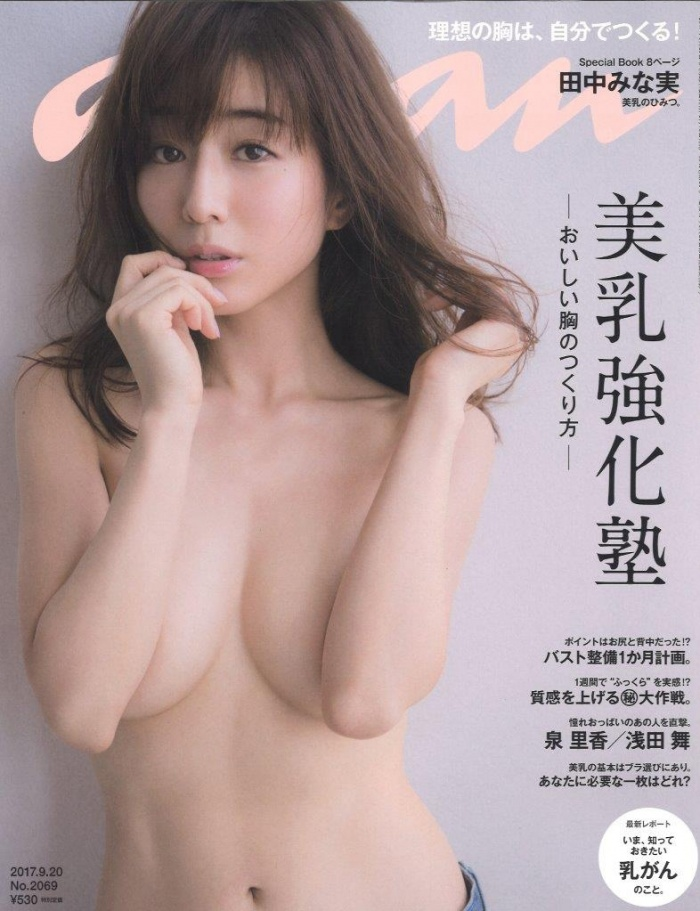 理想の胸は、自分でつくる!
anan
Special Book 8ページ
田中みな実
美乳のひみつ。
美乳強化塾
―おいしい胸のつくり方―
ポイントはお尻と背中だった!?
バスト整備1か月計画。
1週間で“ふっくら”を実感!?
質感を上げる㊙大作戦。
憧れおっぱいのあの人を直撃。
泉 里香/浅田 舞
美乳の基本はブラ選びにあり。
あなたに必要な一枚はどれ?
最新レポート
いま、知って
おきたい
乳がん
のこと。
2017.9.20
No.2069
¥530 特別定価